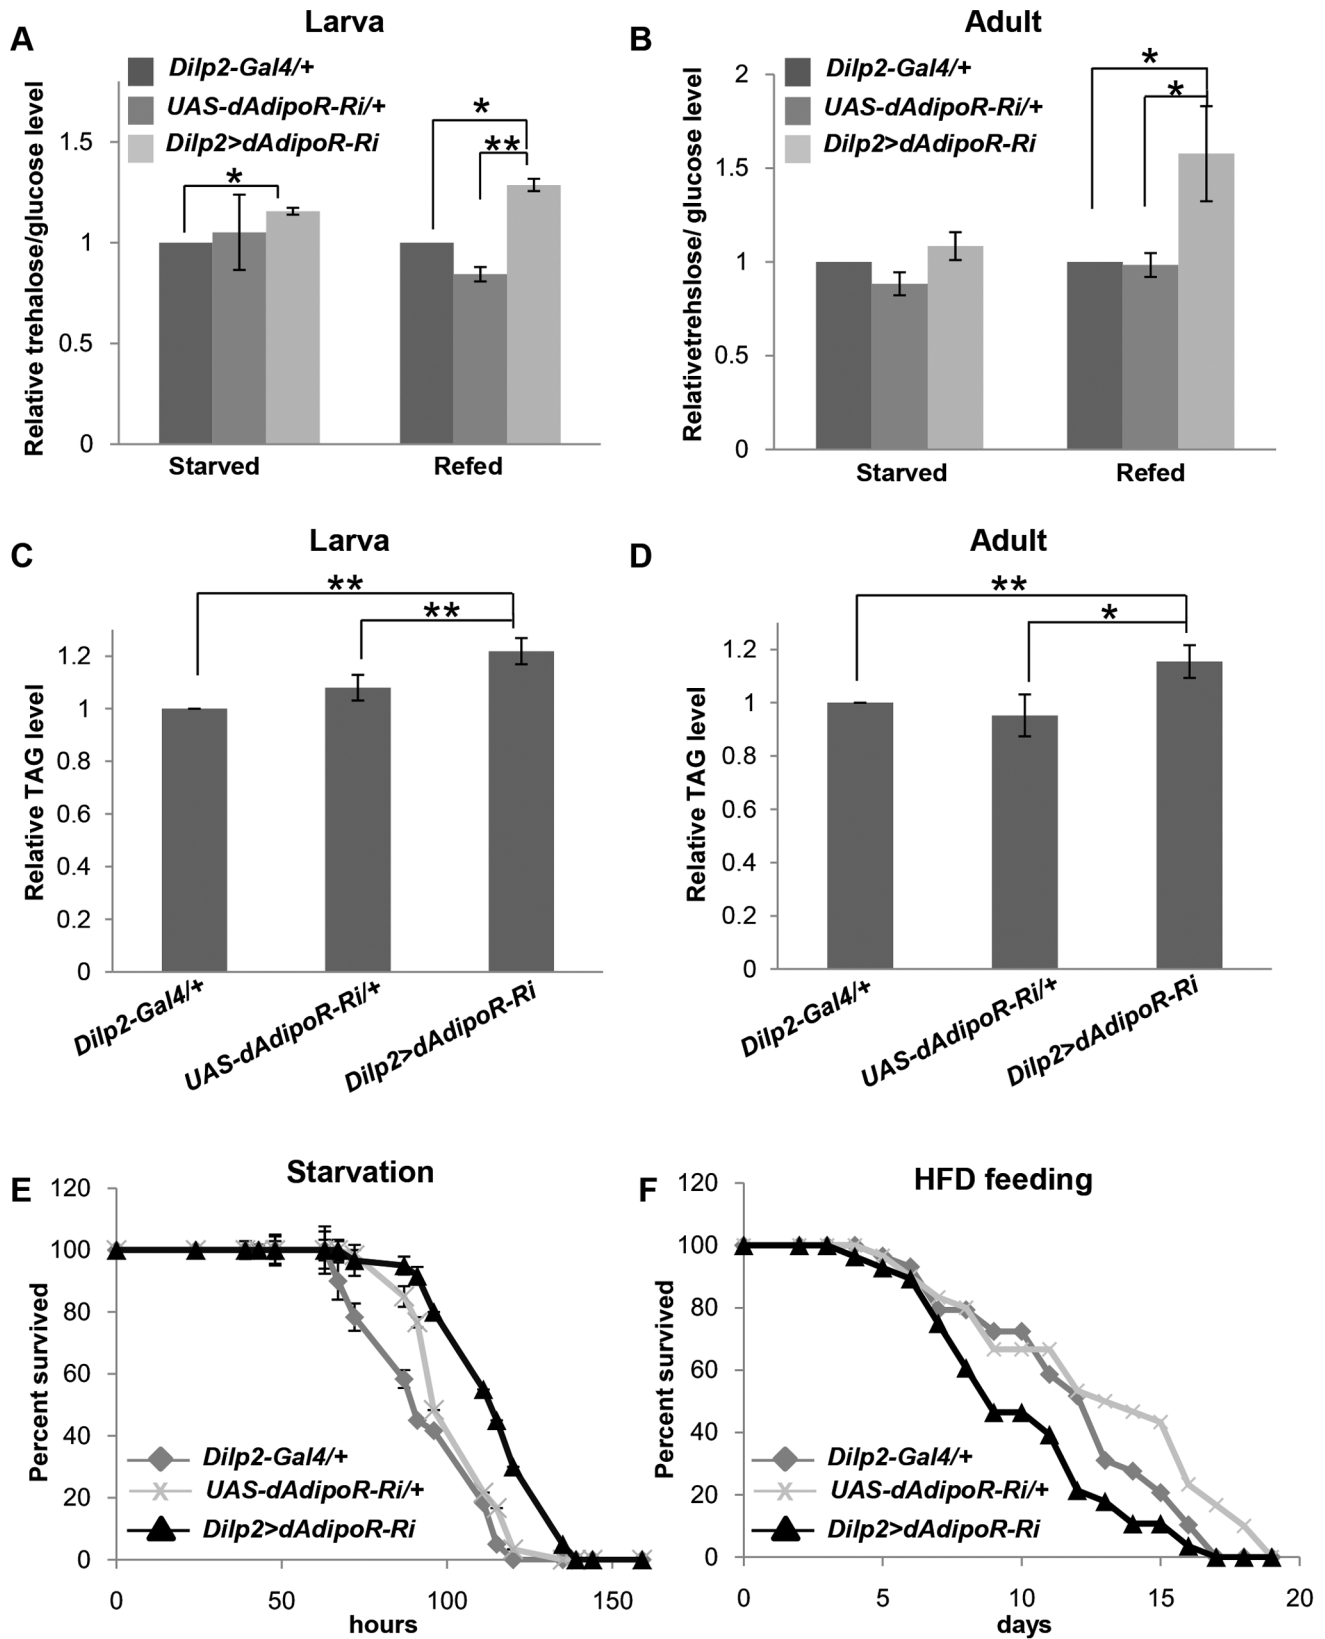 A
Larva
Dilp2-Gal4/+
UAS-dAdipoR-Ri/+
Dilp2>dAdipoR-Ri
Relative trehalose/glucose level
1.5
1
0.5
0
*
*
**
Starved
Refed
B
Adult
Dilp2-Gal4/+
UAS-dAdipoR-Ri/+
Dilp2>dAdipoR-Ri
Relativetrehslose/ glucose level
2
1.5
1
0.5
0
*
*
Starved
Refed
C
Larva
**
**
Relative TAG level
1.2
1
0.8
0.6
0.4
0.2
0
Dilp2-Gal4/+
UAS-dAdipoR-Ri/+
Dilp2>dAdipoR-Ri
D
Adult
**
*
Relative TAG level
1.2
1
0.8
0.6
0.4
0.2
0
Dilp2-Gal4/+
UAS-dAdipoR-Ri/+
Dilp2>dAdipoR-Ri
E
Starvation
Percent survived
120
100
80
60
40
20
0
Dilp2-Gal4/+
UAS-dAdipoR-Ri/+
Dilp2>dAdipoR-Ri
0 50 100 150
hours
F
HFD feeding
Percent survived
120
100
80
60
40
20
0
Dilp2-Gal4/+
UAS-dAdipoR-Ri/+
Dilp2>dAdipoR-Ri
0 5 10 15 20
days